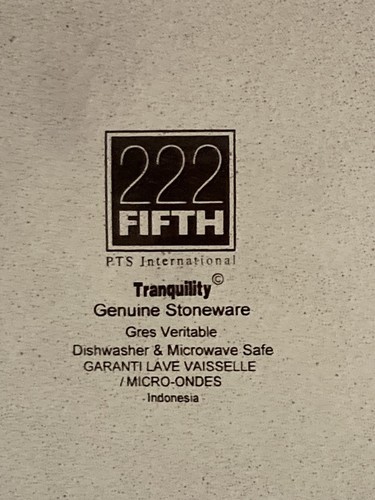 222
FIFTH
PTS International
Tranquility©
Genuine Stoneware
Gres Veritable
Dishwasher & Microwave Safe
GARANTI LAVE VAISSELLE
/ MICRO-ONDES
Indonesia